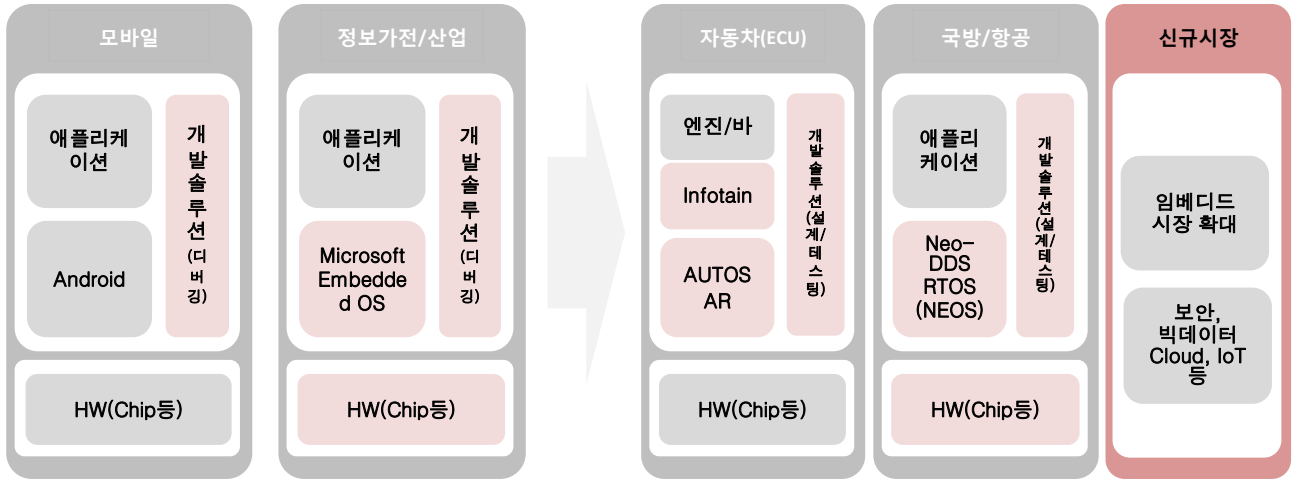 모바일
애플리케
이션
Android
개
발
솔
루
션
(디
버
깅)
HW(Chip등)
정보가전/산업
애플리케
이션
Microsoft
Embedde
d OS
개
발
솔
루
션
(디
버
깅)
HW(Chip등)
자동차(ECU)
엔진/바
Infotain
AUTOS
AR
개
발
솔
루
션
(설
계/
테
스
팅)
HW(Chip등)
국방/항공
애플리
케이션
Neo-
DDS
RTOS
(NEOS)
개
발
솔
루
션
(설
계/
테
스
팅)
HW(Chip등)
신규시장
임베디드
시장 확대
보안,
빅데이터
Cloud, IoT
등